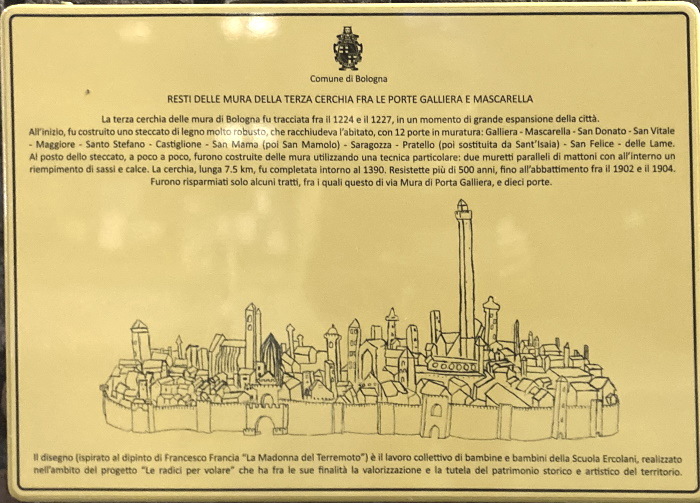 Comune di Bologna
RESTI DELLE MURA DELLA TERZA CERCHIA FRA LE PORTE GALLIERA E MASCARELLA
La terza cerchia delle mura di Bologna fu tracciata fra il 1224 e il 1227, in un momento di grande espansione della città.
All'inizio, fu costruito uno steccato di legno molto robusto, che racchiudeva l'abitato, con 12 porte in muratura: Galliera - Mascarella - San Donato - San Vitale
- Maggiore - Santo Stefano - Castiglione - San Mama (poi San Mamolo) - Saragozza - Pratello (poi sostituita da Sant'Isaia) - San Felice - delle Lame.
Al posto dello steccato, a poco a poco, furono costruite delle mura utilizzando una tecnica particolare: due muretti paralleli di mattoni con all'interno un
riempimento di sassi e calce. La cerchia, lunga 7.5 km, fu completata intorno al 1390. Resistette più di 500 anni, fino all'abbattimento fra il 1902 e il 1904.
Furono risparmiati solo alcuni tratti, fra i quali questo di via Mura di Porta Galliera, e dieci porte.
Il disegno (ispirato al dipinto di Francesco Francia "La Madonna del Terremoto") è il lavoro collettivo di bambine e bambini della Scuola Ercolani, realizzato
nell'ambito del progetto "Le radici per volare" che ha fra le sue finalità la valorizzazione e la tutela del patrimonio storico e artistico del territorio.